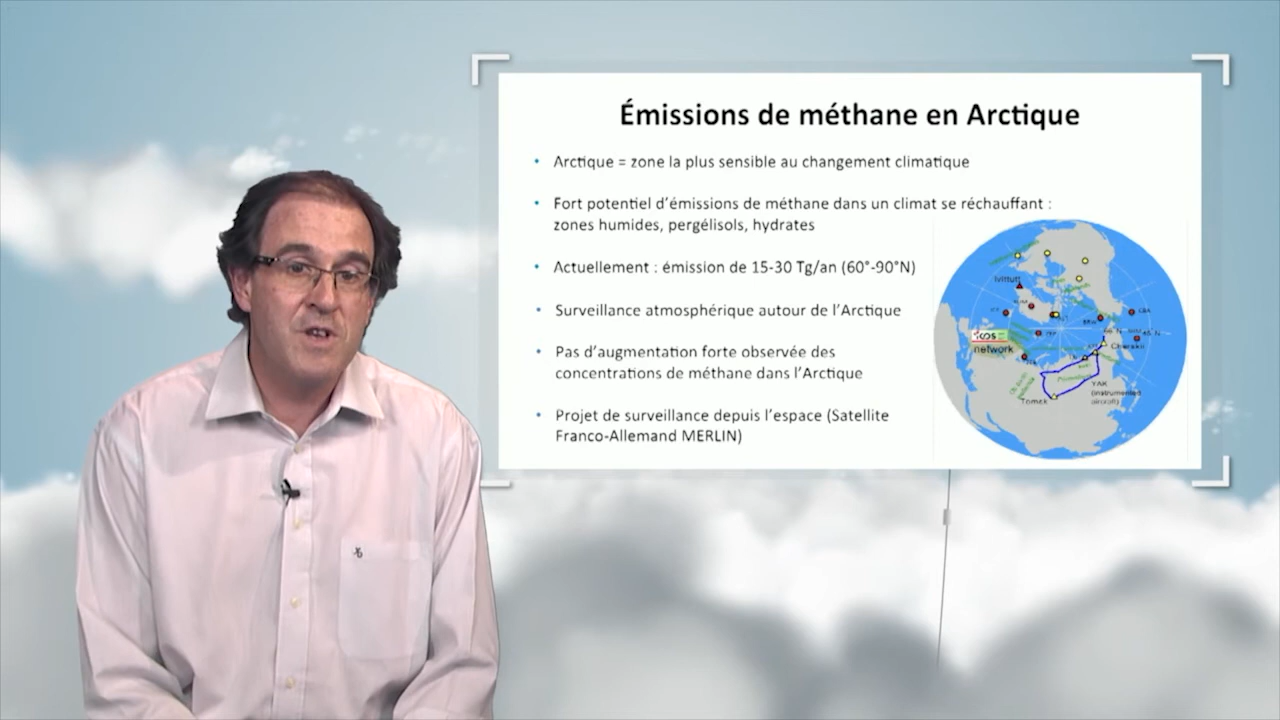 Émissions de méthane en Arctique
• Arctique = zone la plus sensible au changement climatique
• Fort potentiel d’émissions de méthane dans un climat se réchauffant :
zones humides, pergélisols, hydrates
• Actuellement : émission de 15-30 Tg/an (60°-90°N)
• Surveillance atmosphérique autour de l’Arctique
• Pas d’augmentation forte observée des
concentrations de méthane dans l’Arctique
• Projet de surveillance depuis l’espace (Satellite
Franco-Allemand MERLIN)
Ivittuut
network
Cherskii
Tomsk
YAK
(instrumented
aircraft)